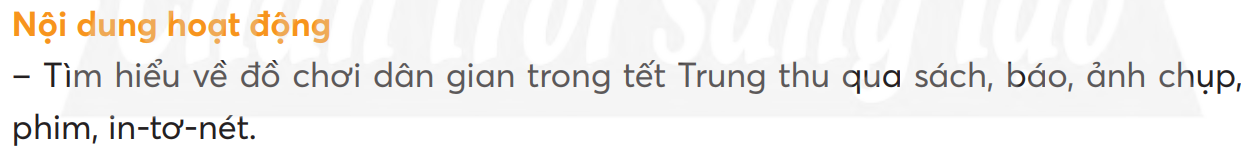 Nội dung hoạt động
– Tìm hiểu về đồ chơi dân gian trong tết Trung thu qua sách, báo, ảnh chụp,
phim, in-tơ-nét.